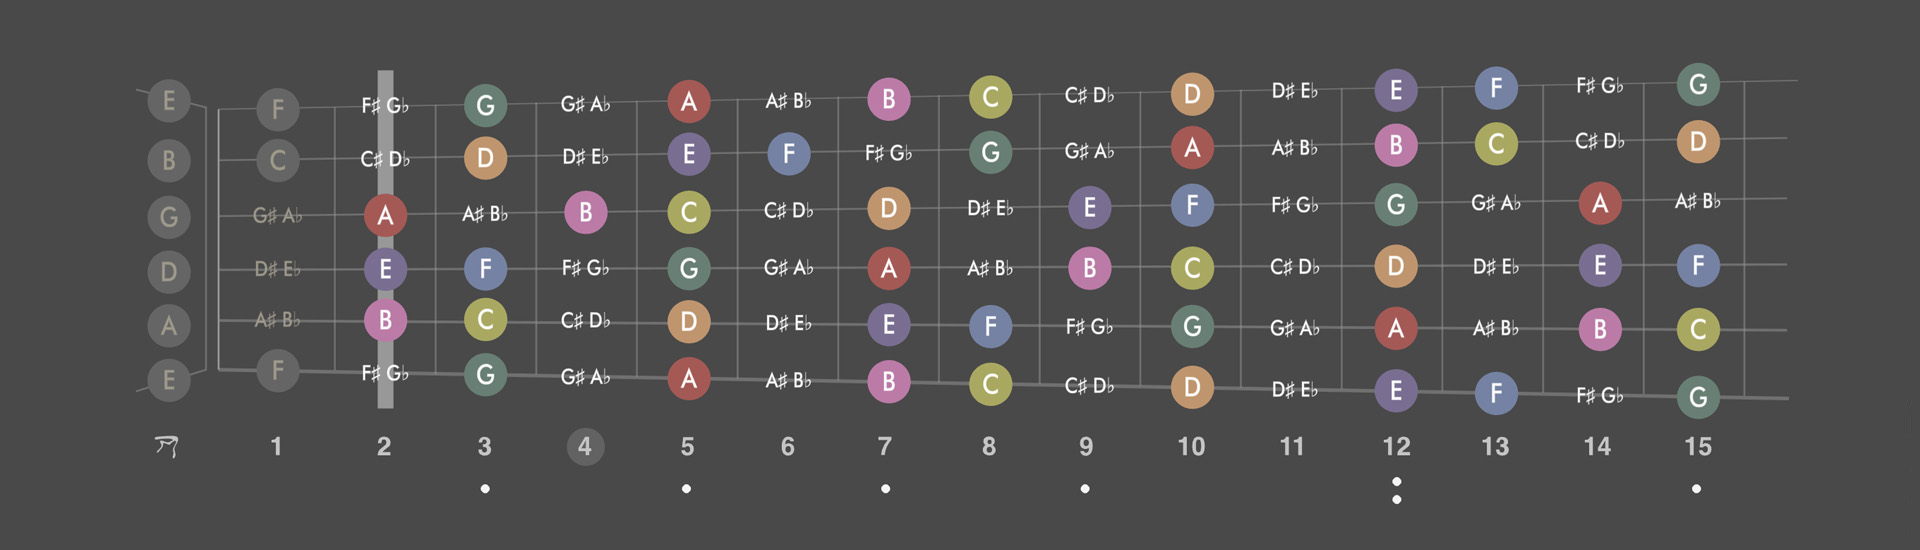 E F F♯ G♭ G G♯ A♭ A A♯ B♭ B C C♯ D♭ D D♯ E♭ E F F♯ G♭ G
B C C♯ D♭ D D♯ E♭ E F F♯ G♭ G G♯ A♭ A A♯ B♭ B C C♯ D♭ D
G G♯ A♭ A A♯ B♭ B C C♯ D♭ D D♯ E♭ E F F♯ G♭ G G♯ A♭ A A♯ B♭
D D♯ E♭ E F F♯ G♭ G G♯ A♭ A A♯ B♭ B C C♯ D♭ D D♯ E♭ E F
A A♯ B♭ B C C♯ D♭ D D♯ E♭ E F F♯ G♭ G G♯ A♭ A A♯ B♭ B C
E F F♯ G♭ G G♯ A♭ A A♯ B♭ B C C♯ D♭ D D♯ E♭ E F F♯ G♭ G
1 2 3 4 5 6 7 8 9 10 11 12 13 14 15